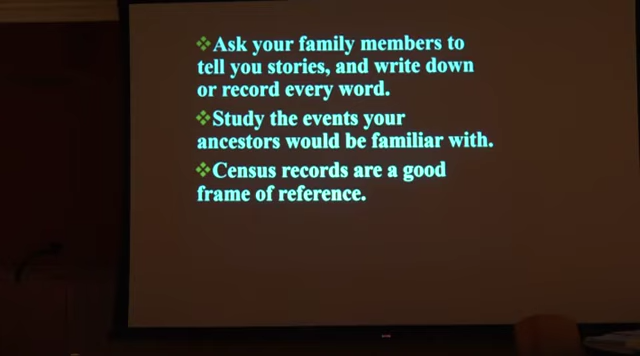 ❖Ask your family members to
tell you stories, and write down
or record every word.
❖Study the events your
ancestors would be familiar with.
❖Census records are a good
frame of reference.